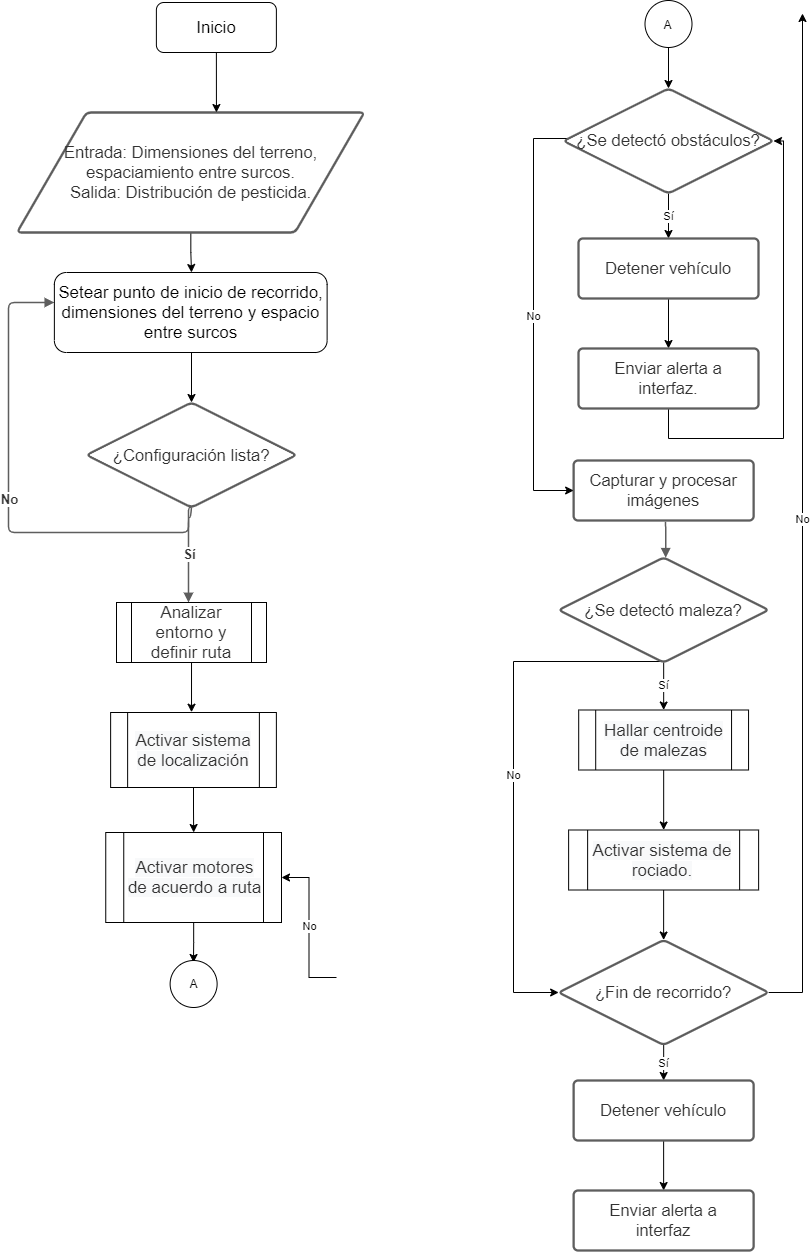 Inicio
Entrada: Dimensiones del terreno,
espaciamiento entre surcos.
Salida: Distribución de pesticida.
Setear punto de inicio de recorrido,
dimensiones del terreno y espacio
entre surcos
¿Configuración lista?
No
Sí
Analizar
entorno y
definir ruta
Activar sistema
de localización
Activar motores
de acuerdo a ruta
No
A
A
¿Se detectó obstáculos?
Sí
Detener vehículo
No
Enviar alerta a
interfaz.
Capturar y procesar
imágenes
No
¿Se detectó maleza?
Sí
Hallar centroide
de malezas
No
Activar sistema de
rociado.
¿Fin de recorrido?
Sí
Detener vehículo
Enviar alerta a
interfaz